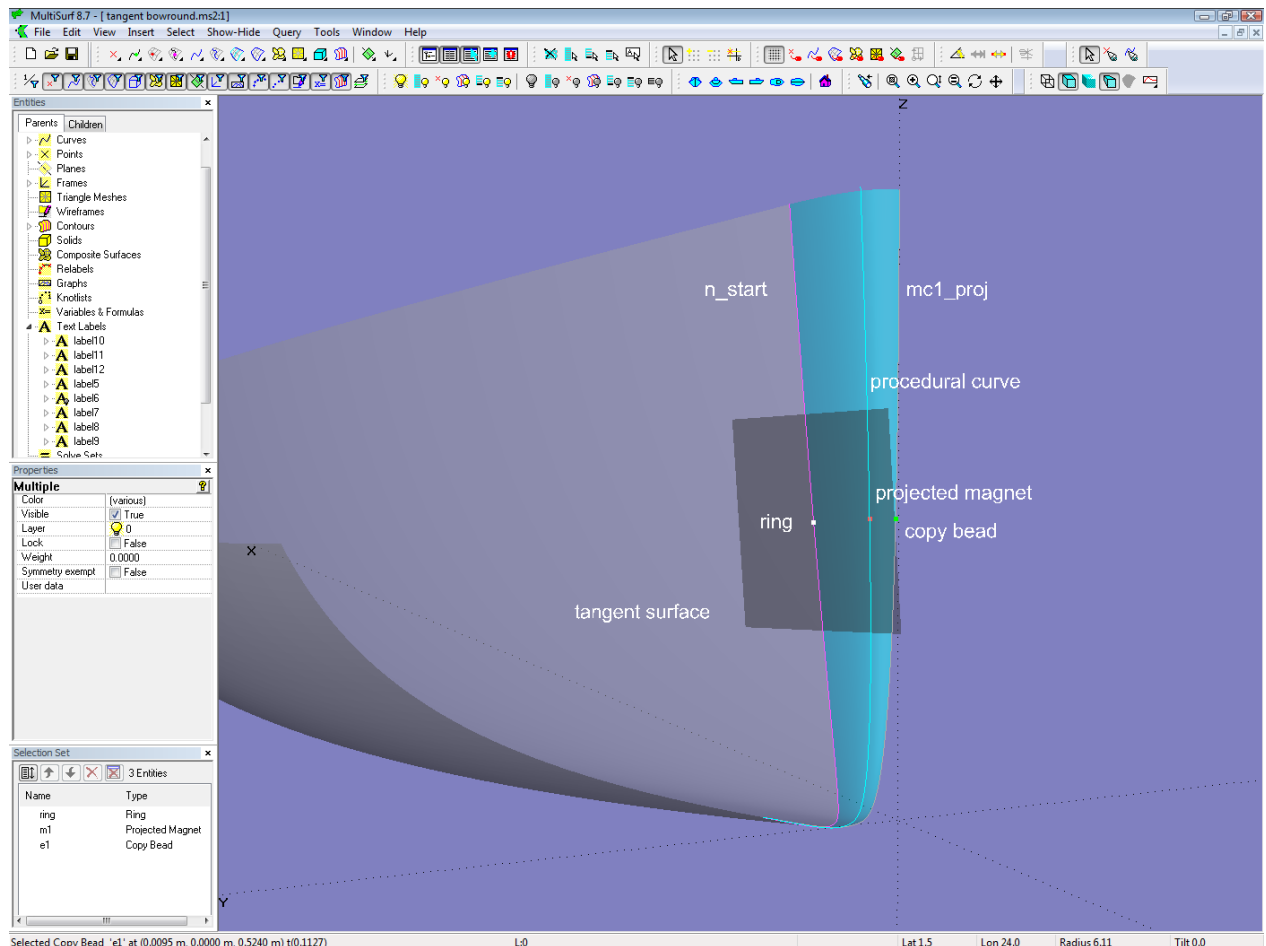 MultiSurf 8.7 - [ tangent bowround.ms2:1]
File Edit View Insert Select Show-Hide Query Tools Window Help
Entities
Parents Children
Curves
Points
Planes
Frames
Triangle Meshes
Wireframes
Contours
Solids
Composite Surfaces
Relabels
Graphs
Knotlists
Variables & Formulas
Text Labels
label10
label11
label12
label5
label6
label7
label8
label9
Solve Sets
Properties
Multiple
Color (various)
Visible True
Layer 0
Lock False
Weight 0.0000
Symmetry exempt False
User data
Selection Set
3 Entities
Name Type
ring Ring
m1 Projected Magnet
e1 Copy Bead
Z
n_start
mc1_proj
procedural curve
projected magnet
ring
copy bead
X
tangent surface
Y
Selected Copy Bead 'e1' at (0.0095 m, 0.0000 m, 0.5240 m) t(0.1127) L:0 Lat 1.5 Lon 24.0 Radius 6.11 Tilt 0.0